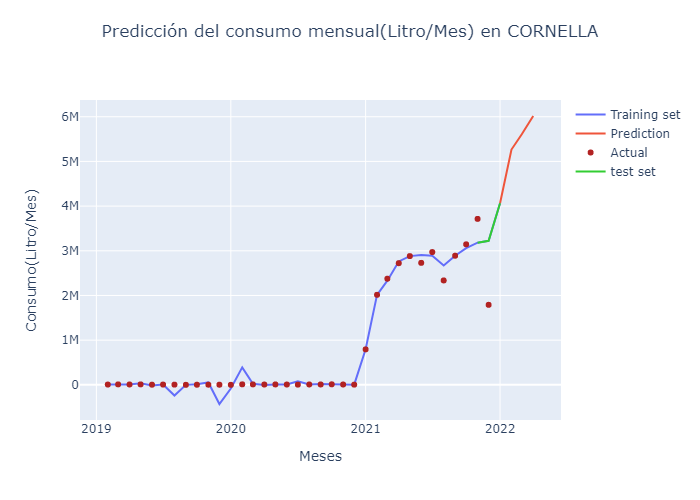 Predicción del consumo mensual(Litro/Mes) en CORNELLA
Training set
Prediction
Actual
test set
Consumo(Litro/Mes)
6M
5M
4M
3M
2M
1M
0
2019
2020
2021
2022
Meses